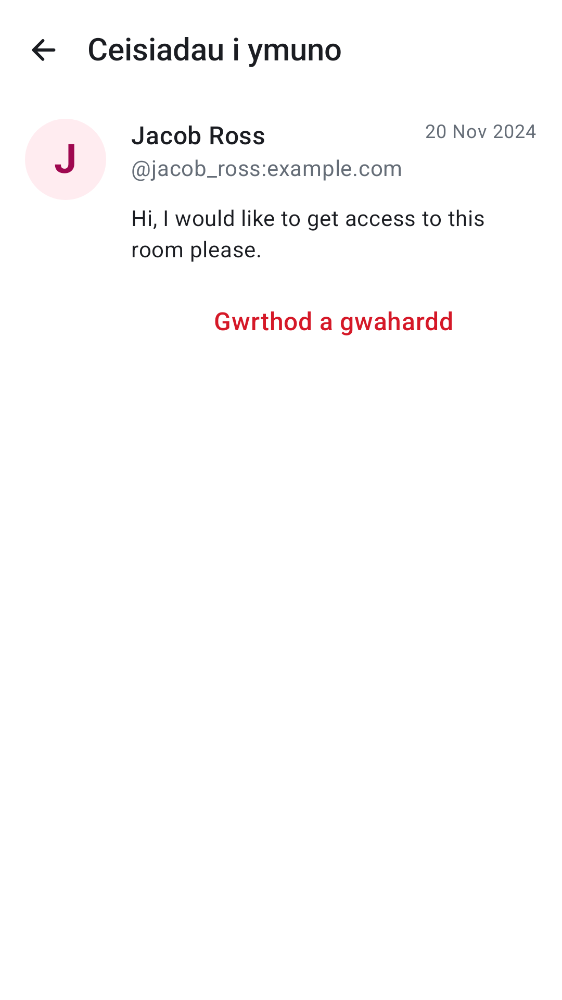 Ceisiadau i ymuno
J
Jacob Ross
20 Nov 2024
@jacob_ross:example.com
Hi, I would like to get access to this
room please.
Gwrthod a gwahardd